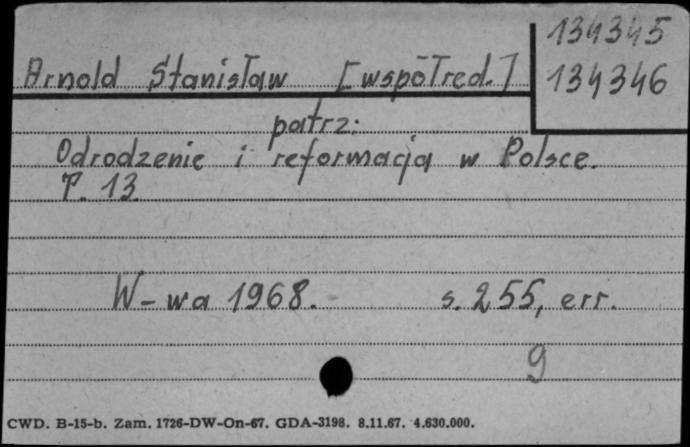 134345
Arnold Stanisław [współred.] 134346
patrz:
Odrodzenie i reformacja w Polsce.
T. 13
W-wa 1968. s. 255, err.
9
CWD. B-15-b. Zam. 1726-DW-On-67. GDA-3198. 8.11.67. 4.630.000.